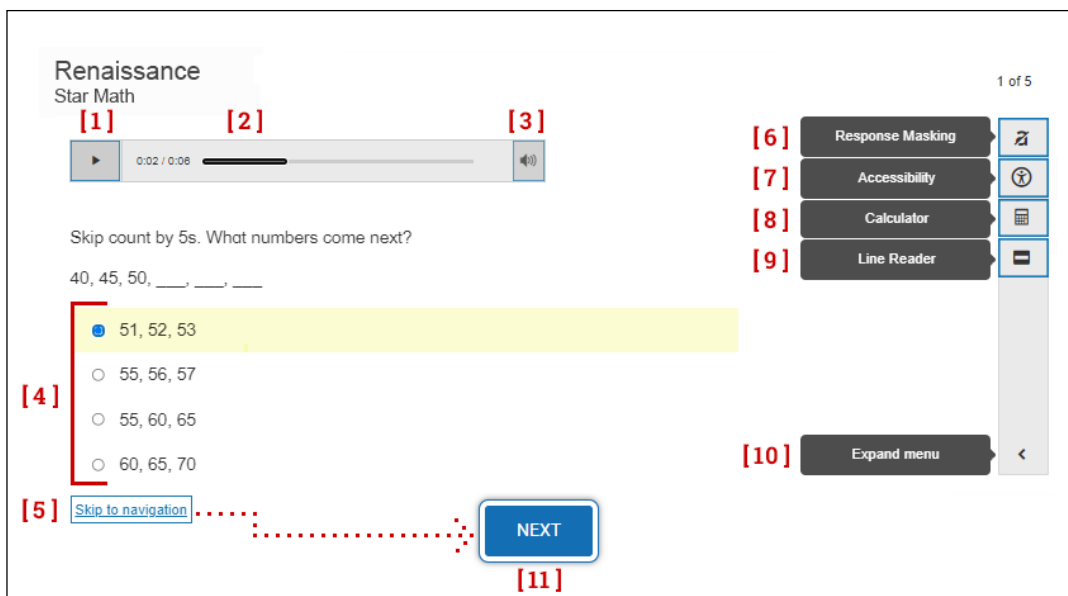 Renaissance
Star Math
1 of 5
[1] [2] [3]
0:02 / 0:06
[6] Response Masking
[7] Accessibility
[8] Calculator
[9] Line Reader
Skip count by 5s. What numbers come next?
40, 45, 50, ___, ___, ___
[4]
51, 52, 53
55, 56, 57
55, 60, 65
60, 65, 70
[10] Expand menu
[5] Skip to navigation
NEXT
[11]